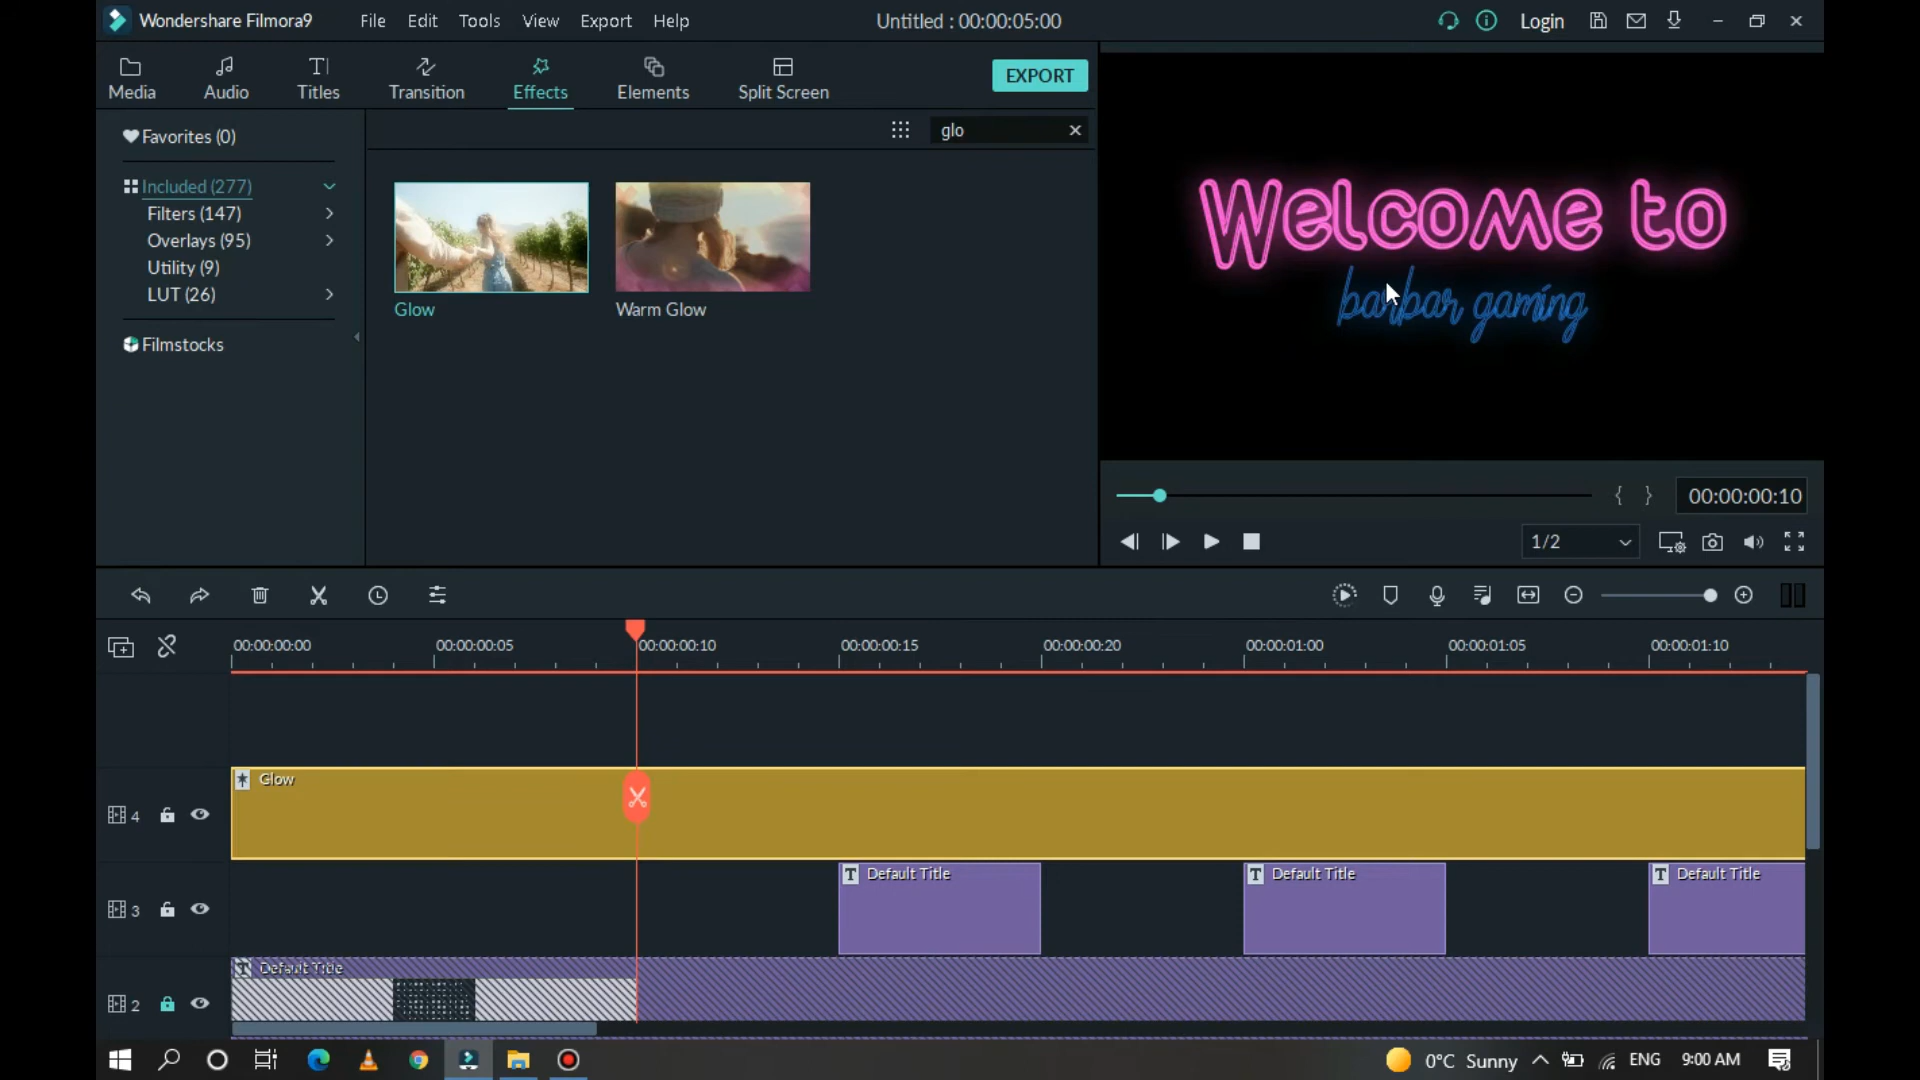 Wondershare Filmora9 File Edit Tools View Export Help Untitled : 00:00:05:00 Login
Media Audio Titles Transition Effects Elements Split Screen EXPORT
Favorites (0)
glo
Included (277)
Filters (147)
Overlays (95)
Utility (9)
LUT (26)
Filmstocks
Glow
Warm Glow
Welcome to
barbar gaming
{ } 00:00:00:10
1/2
00:00:00:00 00:00:00:05 00:00:00:10 00:00:00:15 00:00:00:20 00:00:01:00 00:00:01:05 00:00:01:10
Glow
4
Default Title Default Title Default Title
3
Default Title
2
0°C Sunny ENG 9:00 AM